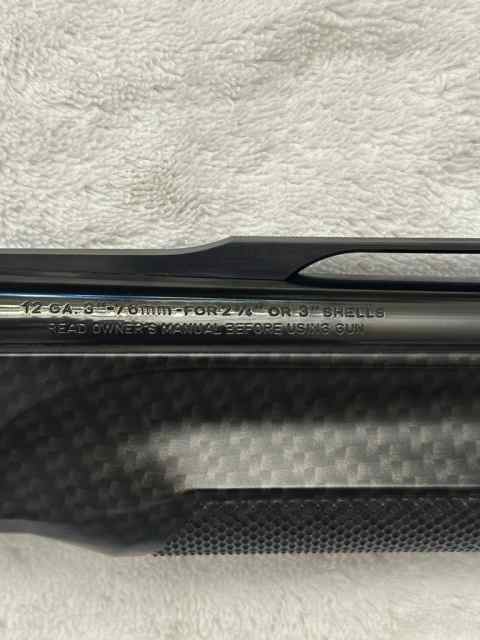 12 GA. 3"-76mm-FOR 2 ¾" OR 3" SHELLS
READ OWNER'S MANUAL BEFORE USING GUN